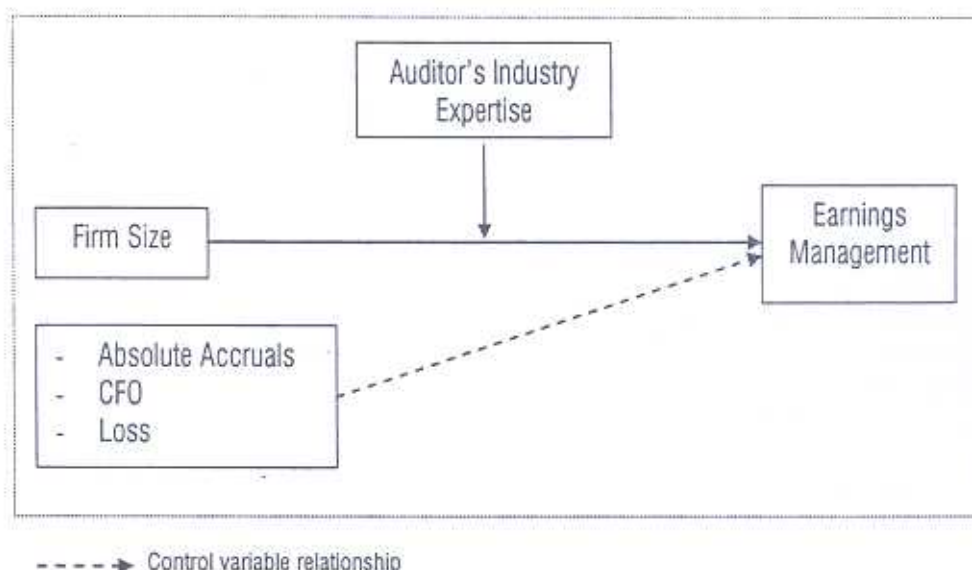 Auditor's Industry
Expertise
Firm Size
Earnings
Management
- Absolute Accruals
- CFO
- Loss
Control variable relationship